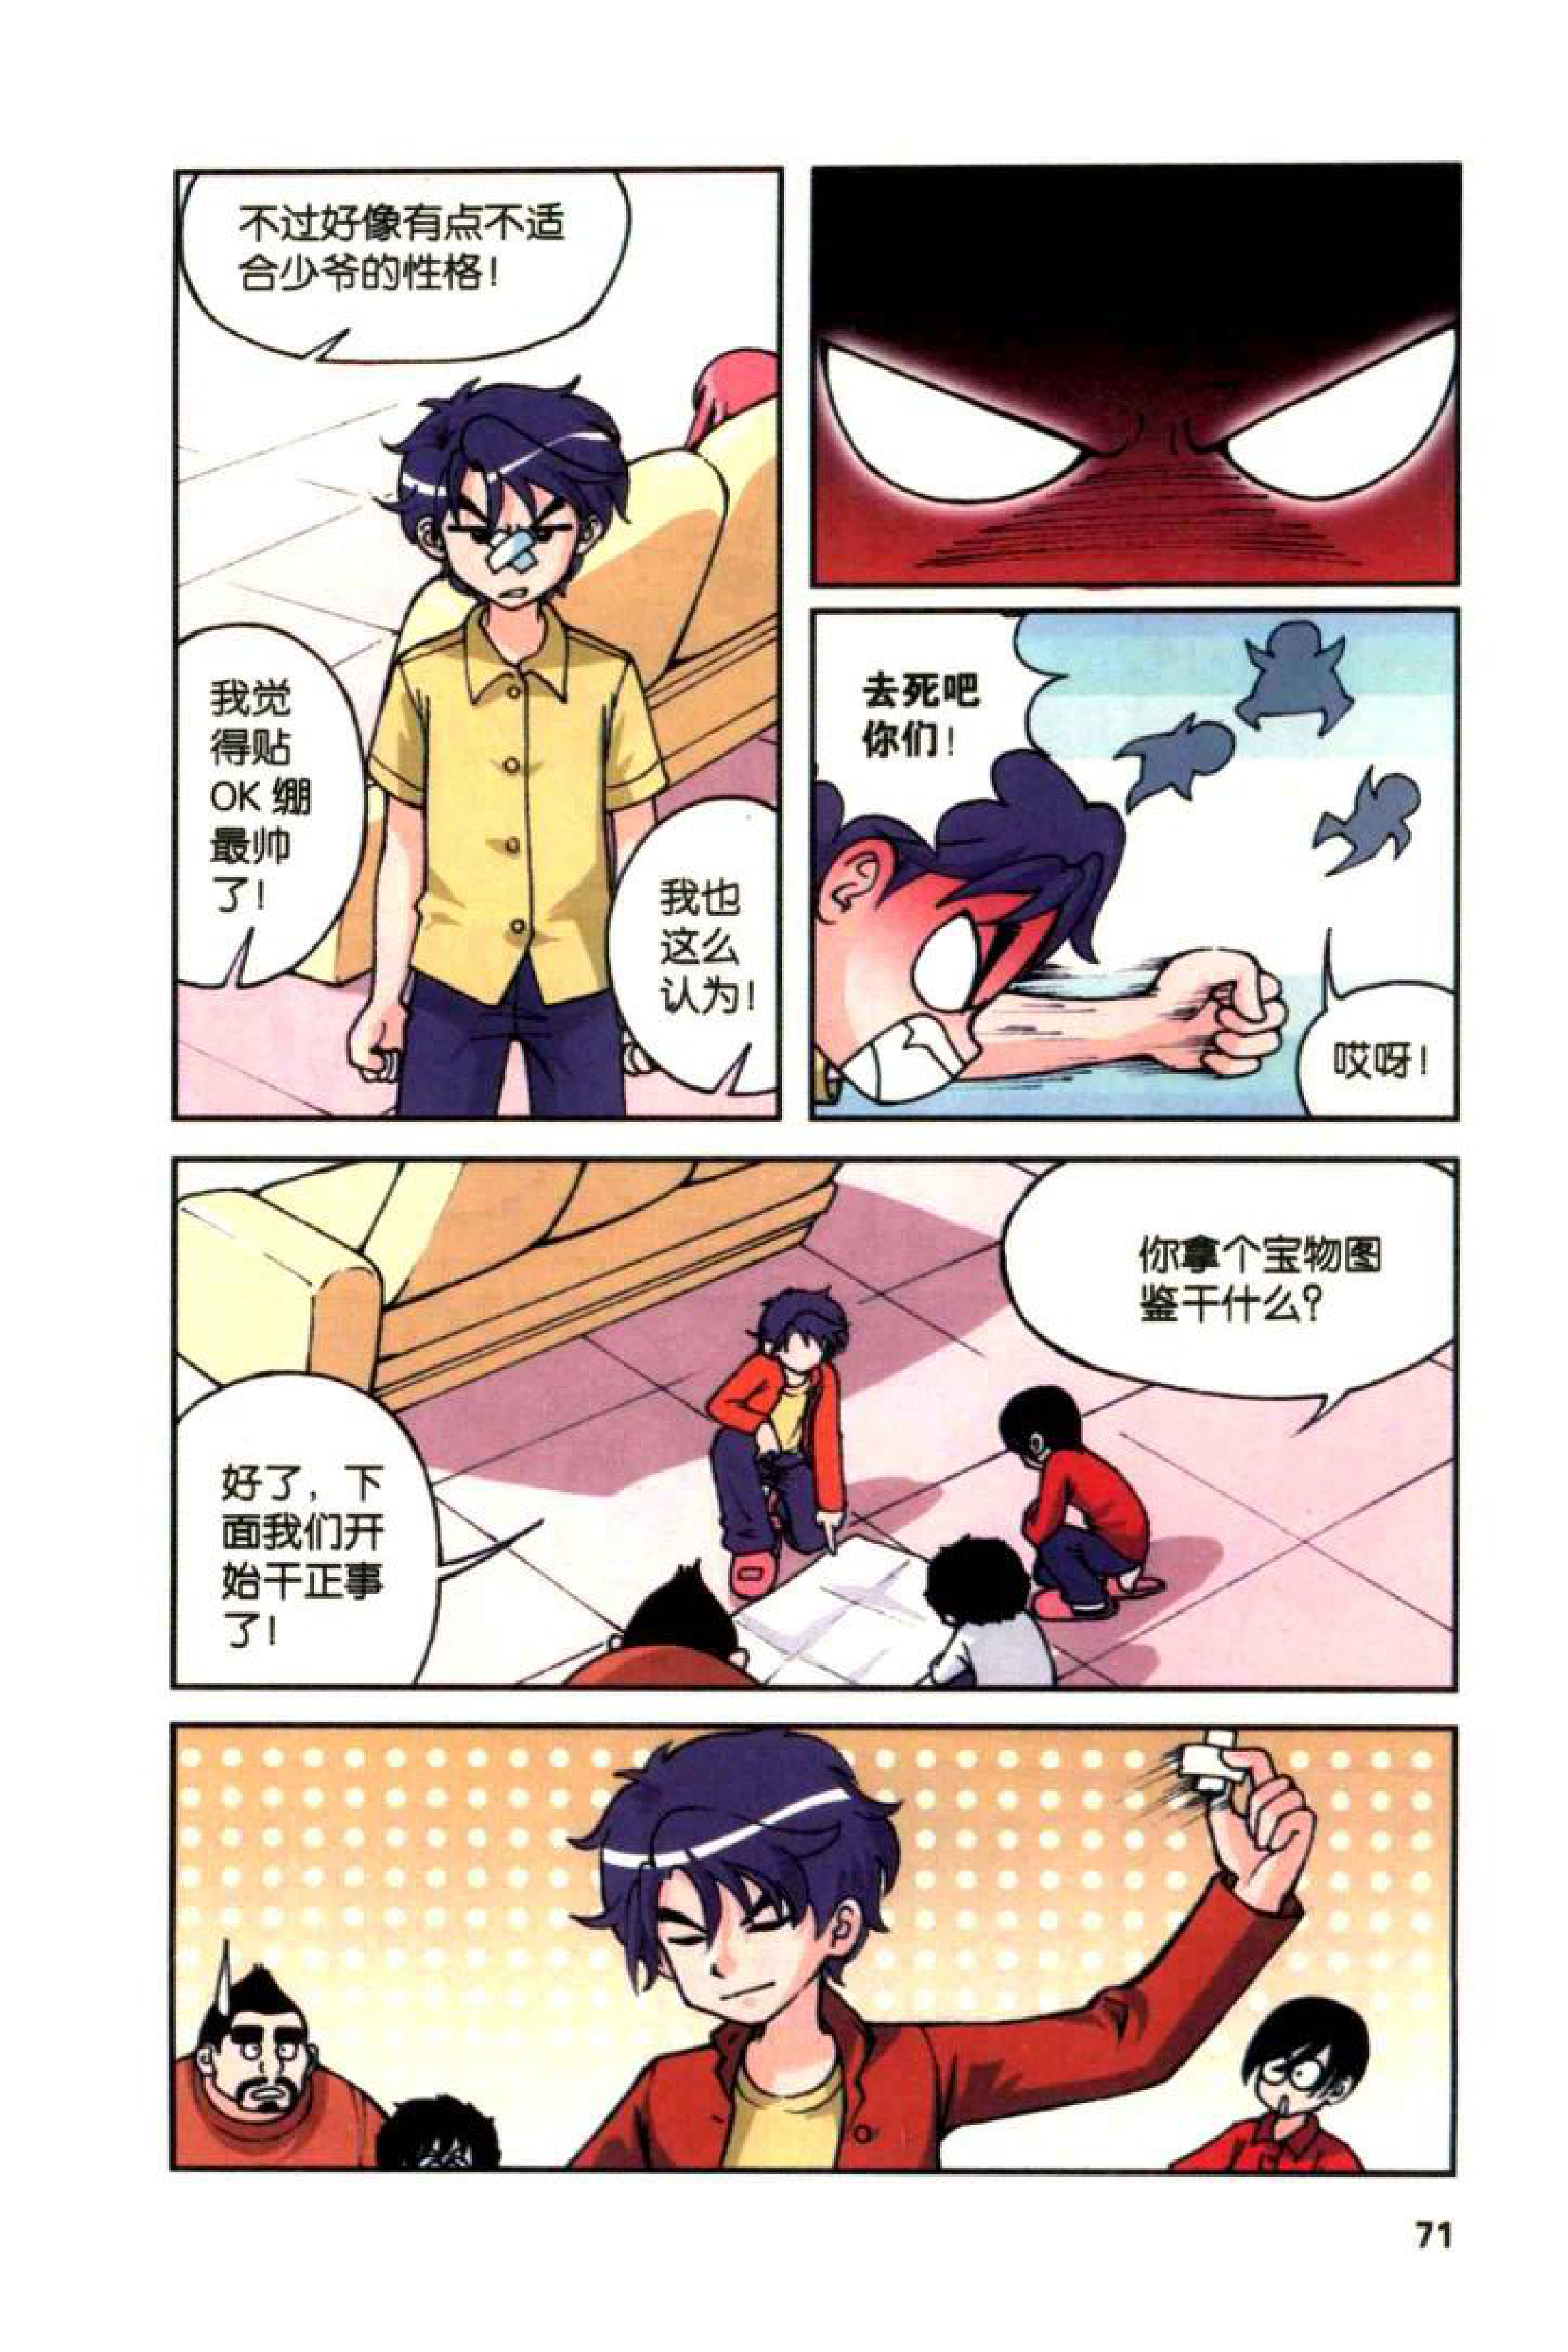 不过好像有点不适
合少爷的性格！
我觉
得贴
OK绷
最帅
了！
我也
这么
认为！
去死吧
你们！
哎呀！
你拿个宝物图
鉴干什么？
好了，下
面我们开
始干正事
了！
71